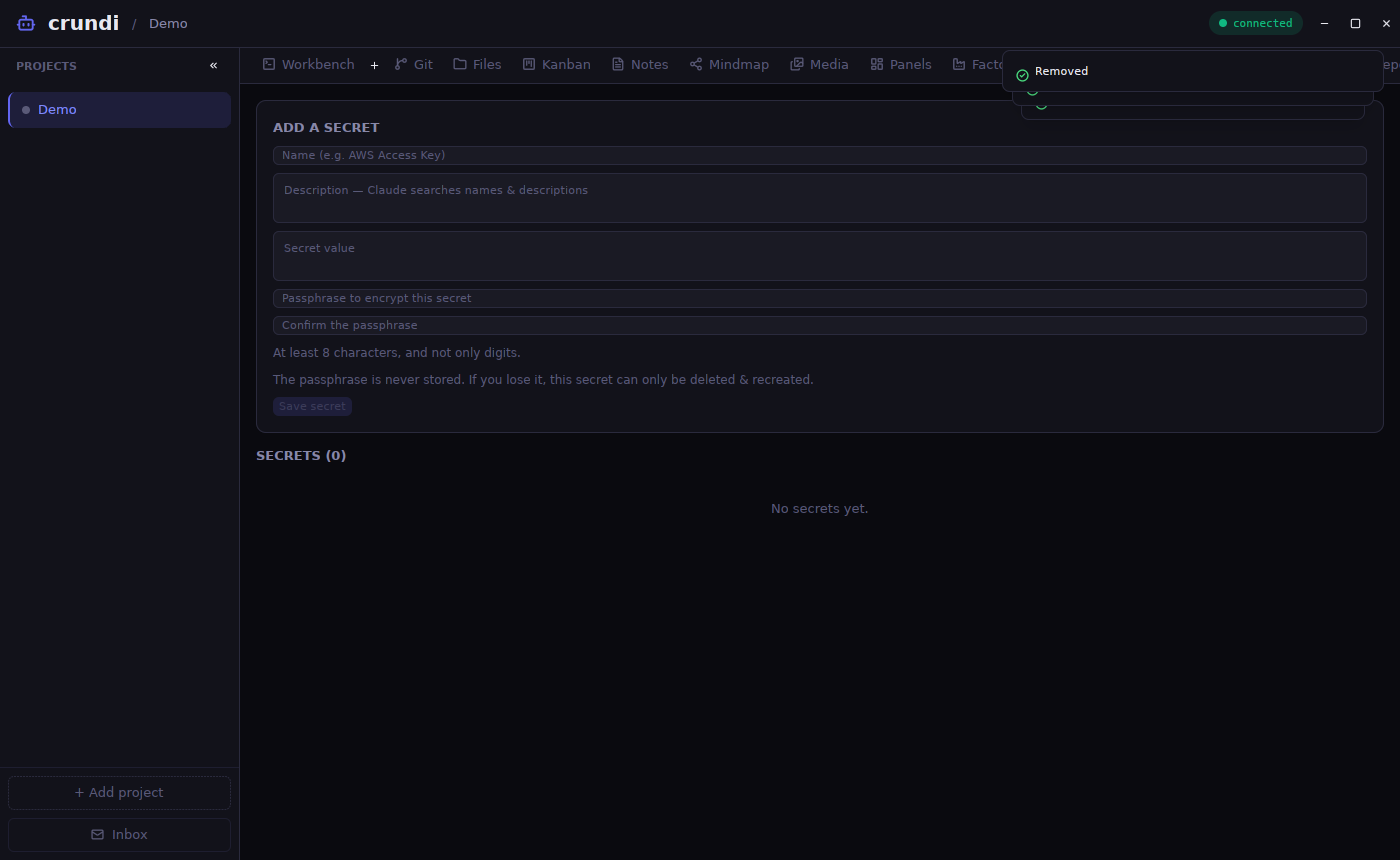 crundi / Demo
connected
PROJECTS «
Demo
Workbench + Git Files Kanban Notes Mindmap Media Panels
Removed
ADD A SECRET
Name (e.g. AWS Access Key)
Description — Claude searches names & descriptions
Secret value
Passphrase to encrypt this secret
Confirm the passphrase
At least 8 characters, and not only digits.
The passphrase is never stored. If you lose it, this secret can only be deleted & recreated.
Save secret
SECRETS (0)
No secrets yet.
+ Add project
Inbox